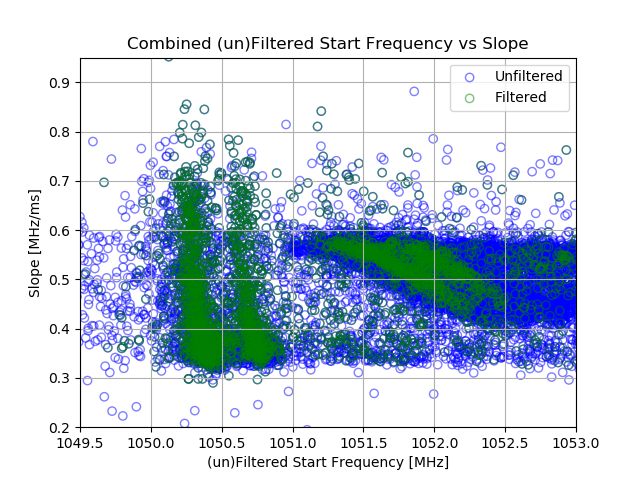 Combined (un)Filtered Start Frequency vs Slope
Unfiltered
Filtered
Slope [MHz/ms]
0.9
0.8
0.7
0.6
0.5
0.4
0.3
0.2
1049.5 1050.0 1050.5 1051.0 1051.5 1052.0 1052.5 1053.0
(un)Filtered Start Frequency [MHz]